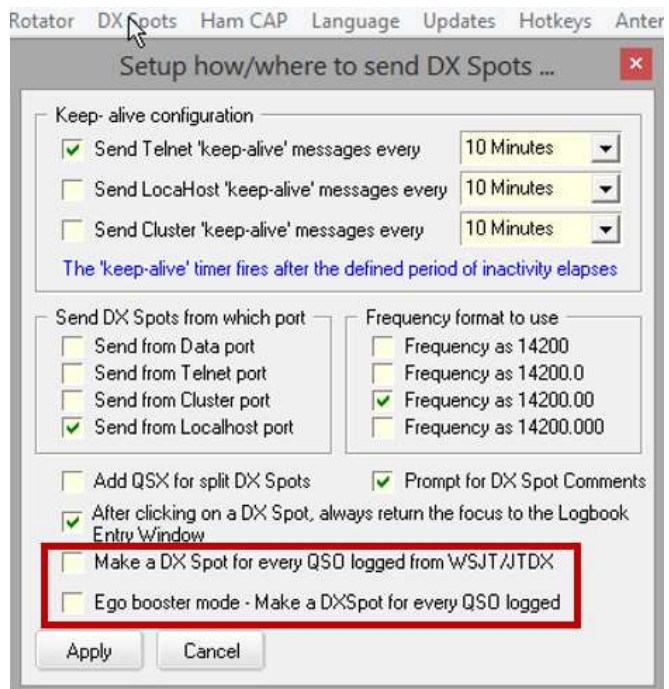 Rotator DX Spots Ham CAP Language Updates Hotkeys Anter
Setup how/where to send DX Spots ...
Keep- alive configuration
Send Telnet 'keep-alive' messages every 10 Minutes
Send LocaHost 'keep-alive' messages every 10 Minutes
Send Cluster 'keep-alive' messages every 10 Minutes
The 'keep-alive' timer fires after the defined period of inactivity elapses
Send DX Spots from which port
Send from Data port
Send from Telnet port
Send from Cluster port
Send from Localhost port
Frequency format to use
Frequency as 14200
Frequency as 14200.0
Frequency as 14200.00
Frequency as 14200.000
Add QSX for split DX Spots
Prompt for DX Spot Comments
After clicking on a DX Spot, always return the focus to the Logbook
Entry Window
Make a DX Spot for every QSO logged from WSJT/JTDX
Ego booster mode - Make a DXSpot for every QSO logged
Apply Cancel